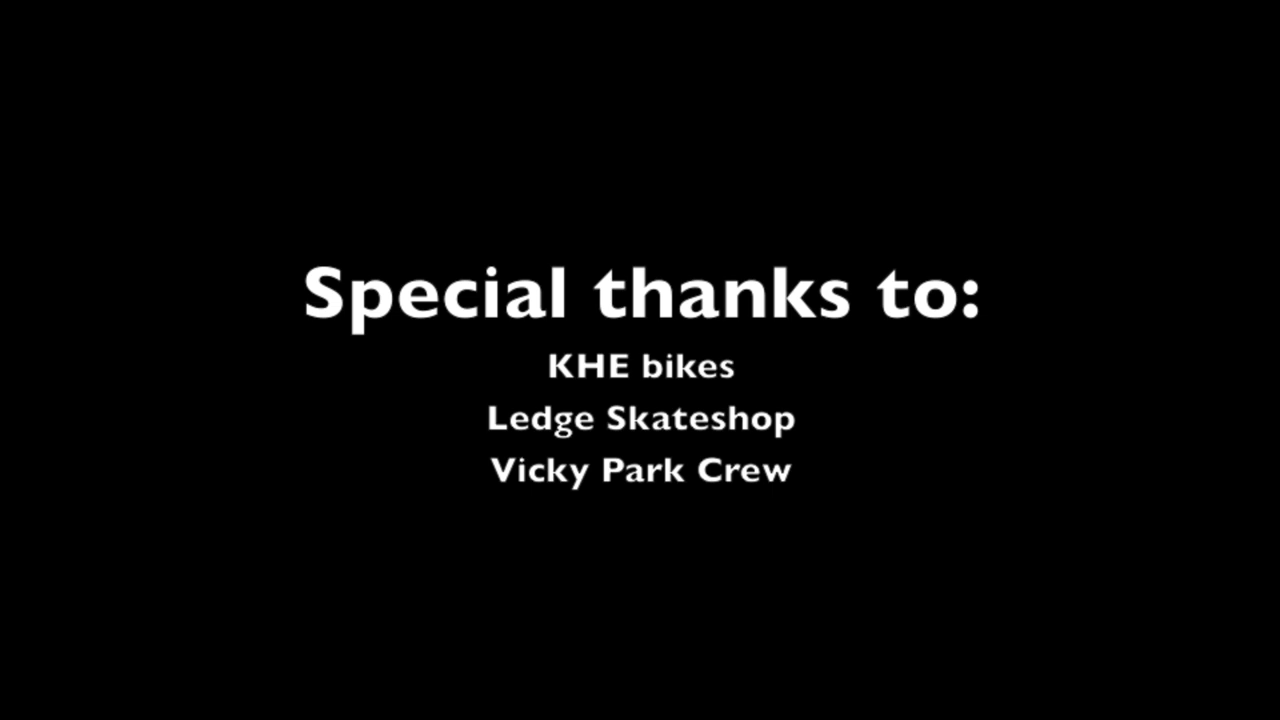 Special thanks to:
KHE bikes
Ledge Skateshop
Vicky Park Crew